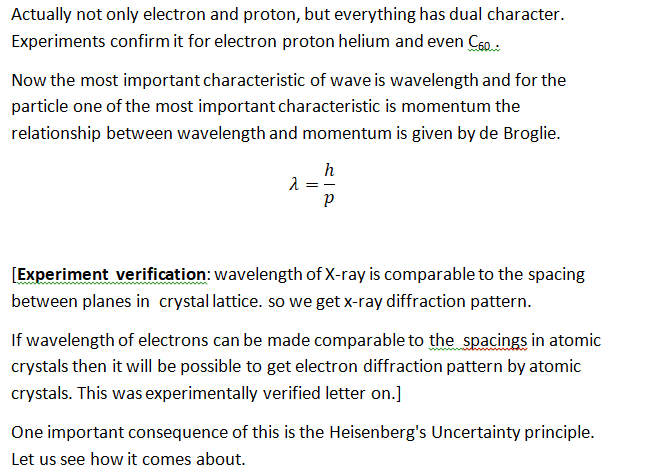 Actually not only electron and proton, but everything has dual character.
Experiments confirm it for electron proton helium and even C₆₀ .
Now the most important characteristic of wave is wavelength and for the
particle one of the most important characteristic is momentum the
relationship between wavelength and momentum is given by de Broglie.
λ = h/p
[Experiment verification: wavelength of X-ray is comparable to the spacing
between planes in crystal lattice. so we get x-ray diffraction pattern.
If wavelength of electrons can be made comparable to the spacings in atomic
crystals then it will be possible to get electron diffraction pattern by atomic
crystals. This was experimentally verified letter on.]
One important consequence of this is the Heisenberg's Uncertainty principle.
Let us see how it comes about.